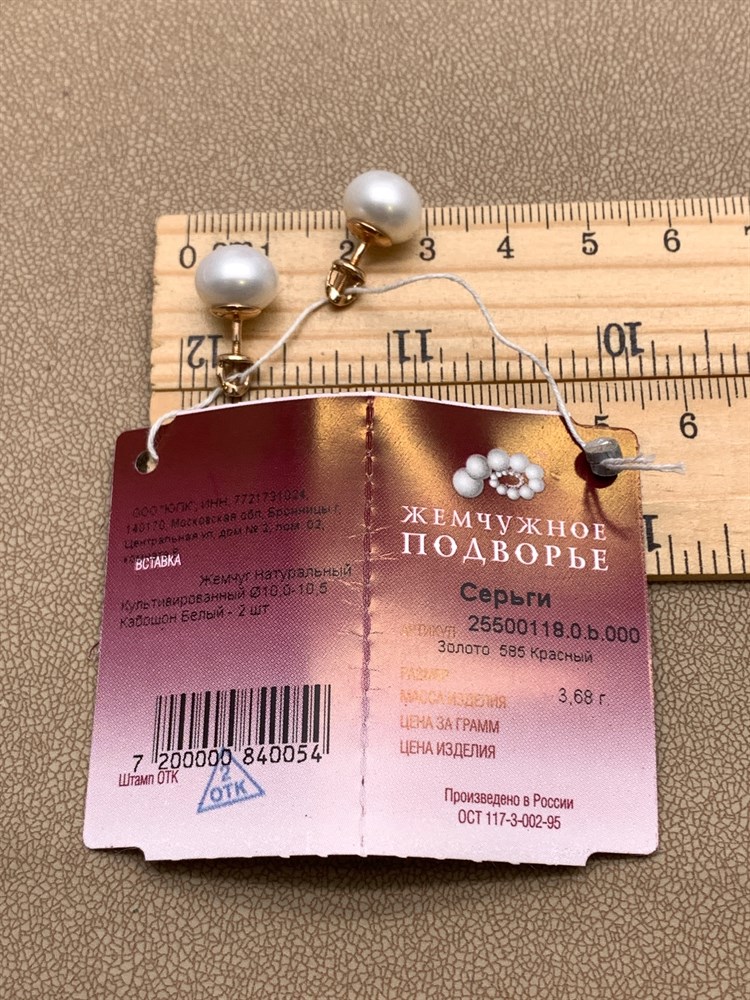 0 cm 1 2 3 4 5 6 7
12 11 10
5 6
ООО "ЮПК", ИНН, 7721731024,
140170, Московская обл, Бронницы г,
Центральная ул, дом № 2, пом. 02,
ВСТАВКА
Жемчуг Натуральный
Культивированный Ø10,0-10,5
Кабошон Белый - 2 шт
7 200000 840054
Штамп ОТК
2
ОТК
ЖЕМЧУЖНОЕ
ПОДВОРЬЕ
Серьги
АРТИКУЛ 25500118.0.b.000
Золото 585 Красный
РАЗМЕР
МАССА ИЗДЕЛИЯ 3,68 г.
ЦЕНА ЗА ГРАММ
ЦЕНА ИЗДЕЛИЯ
Произведено в России
ОСТ 117-3-002-95